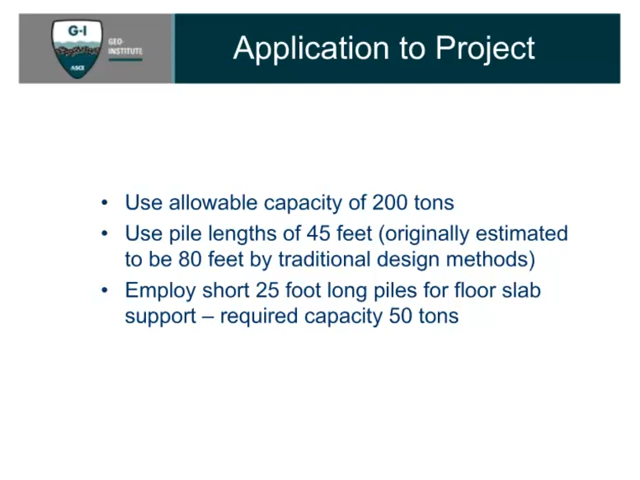 G-I
GEO-
INSTITUTE
ASCE
Application to Project
• Use allowable capacity of 200 tons
• Use pile lengths of 45 feet (originally estimated
to be 80 feet by traditional design methods)
• Employ short 25 foot long piles for floor slab
support – required capacity 50 tons